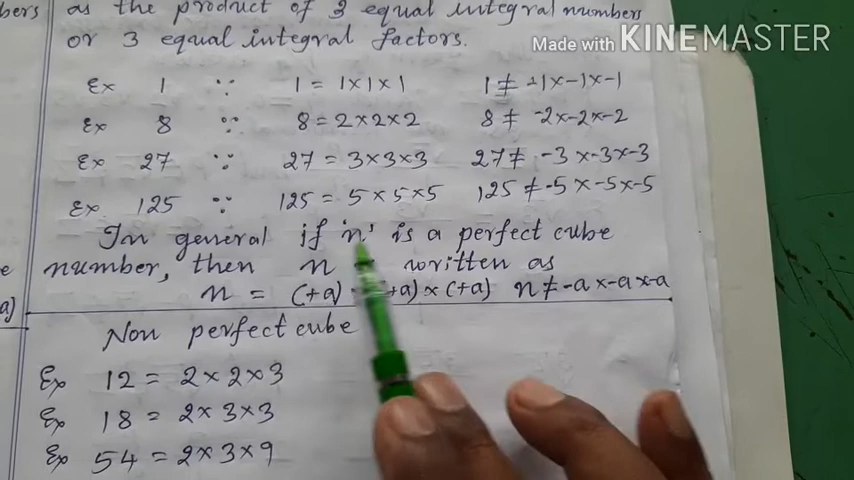 bers as the product of 3 equal integral numbers
or 3 equal integral factors.
Made with KINEMASTER
Ex 1 ∵ 1 = 1×1×1 1 ≠ -1×-1×-1
Ex 8 ∵ 8 = 2×2×2 8 ≠ -2×-2×-2
Ex 27 ∵ 27 = 3×3×3 27 ≠ -3×-3×-3
Ex 125 ∵ 125 = 5×5×5 125 ≠ -5×-5×-5
In general if 'n' is a perfect cube
e number, then n written as
a) n = (+a) +a) × (+a) n ≠ -a×-a×-a
Non perfect cube
Ex 12 = 2×2×3
Ex 18 = 2×3×3
Ex 54 = 2×3×9